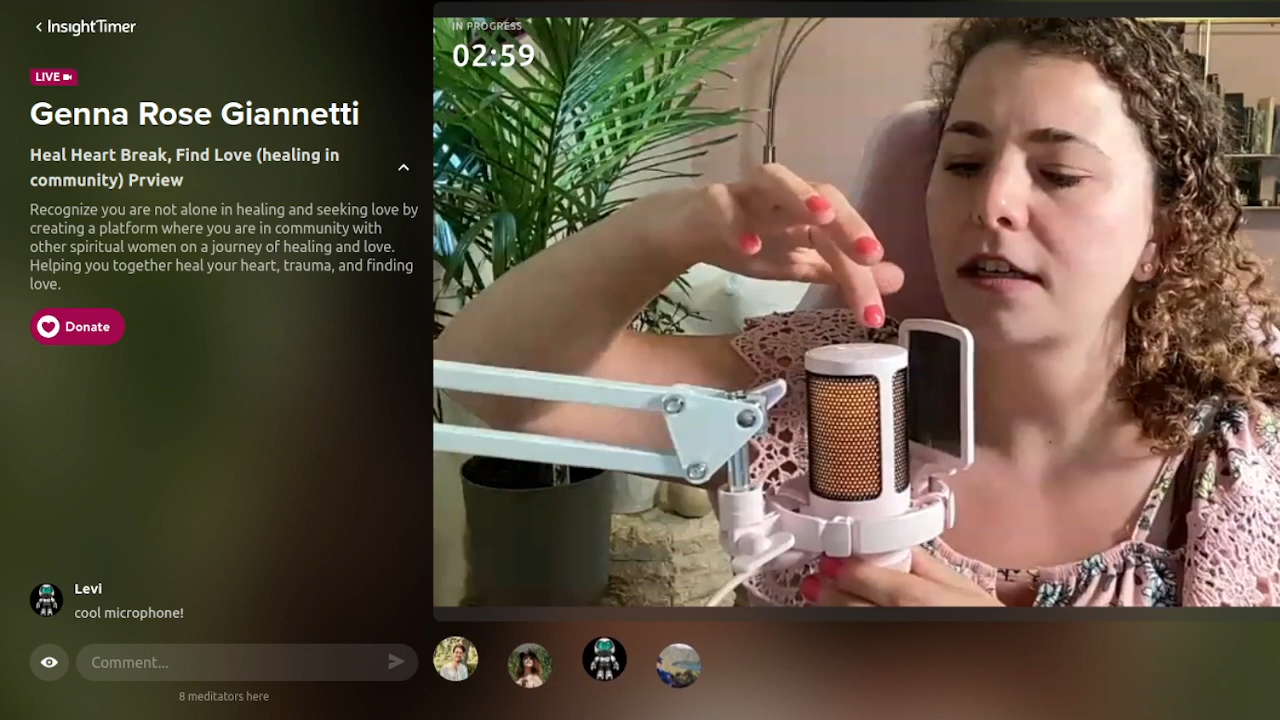 InsightTimer
LIVE
Genna Rose Giannetti
Heal Heart Break, Find Love (healing in
community) Prview
Recognize you are not alone in healing and seeking love by
creating a platform where you are in community with
other spiritual women on a journey of healing and love.
Helping you together heal your heart, trauma, and finding
love.
Donate
IN PROGRESS
02:59
Levi
cool microphone!
Comment...
8 meditators here